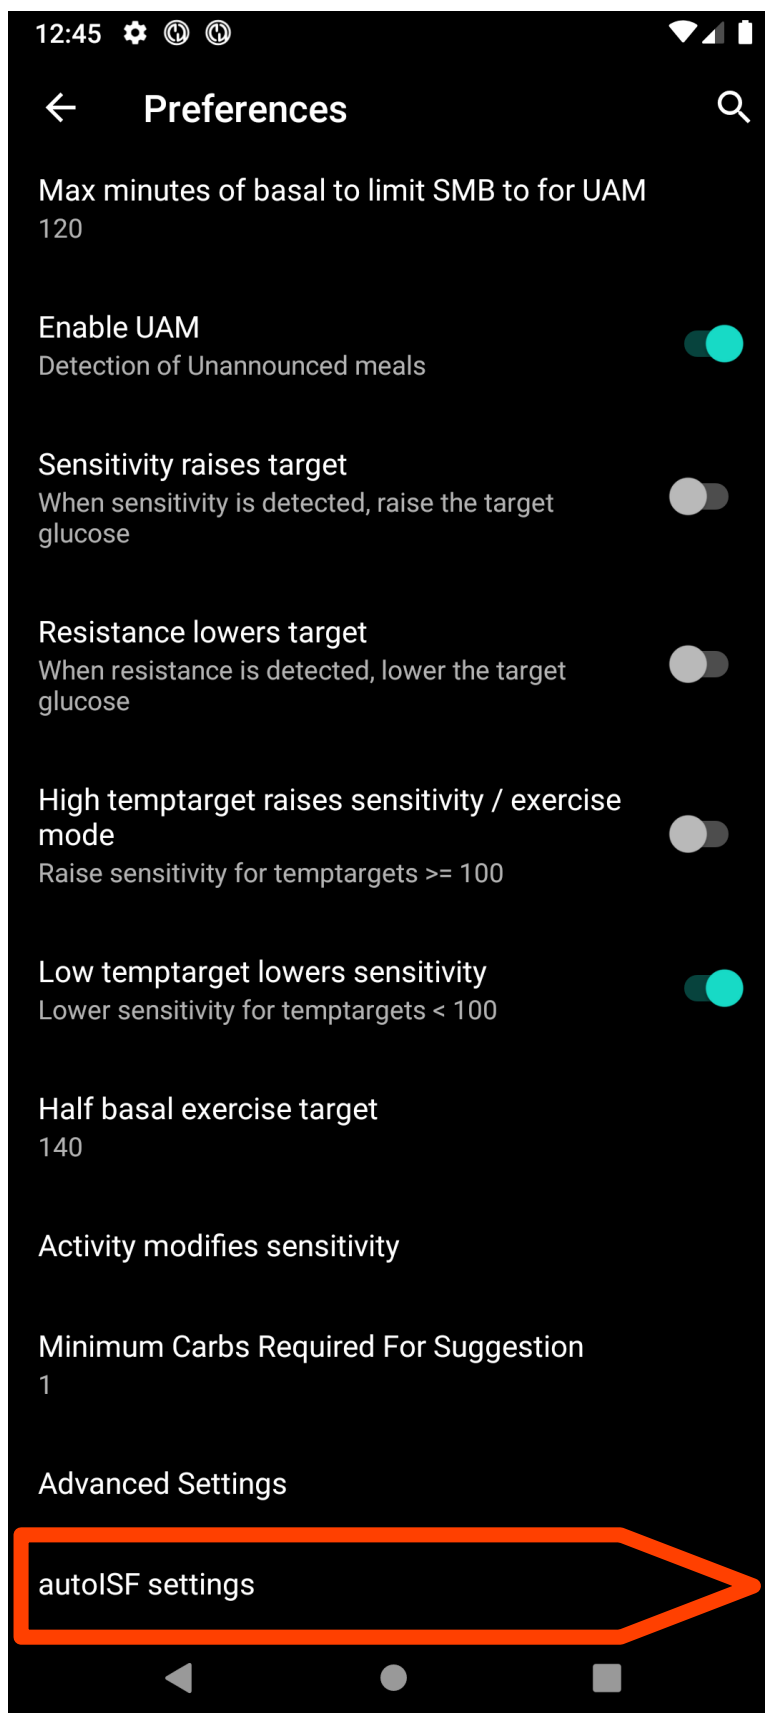 12:45
Preferences
Max minutes of basal to limit SMB to for UAM
120
Enable UAM
Detection of Unannounced meals
Sensitivity raises target
When sensitivity is detected, raise the target
glucose
Resistance lowers target
When resistance is detected, lower the target
glucose
High temptarget raises sensitivity / exercise
mode
Raise sensitivity for temptargets >= 100
Low temptarget lowers sensitivity
Lower sensitivity for temptargets < 100
Half basal exercise target
140
Activity modifies sensitivity
Minimum Carbs Required For Suggestion
1
Advanced Settings
autoISF settings